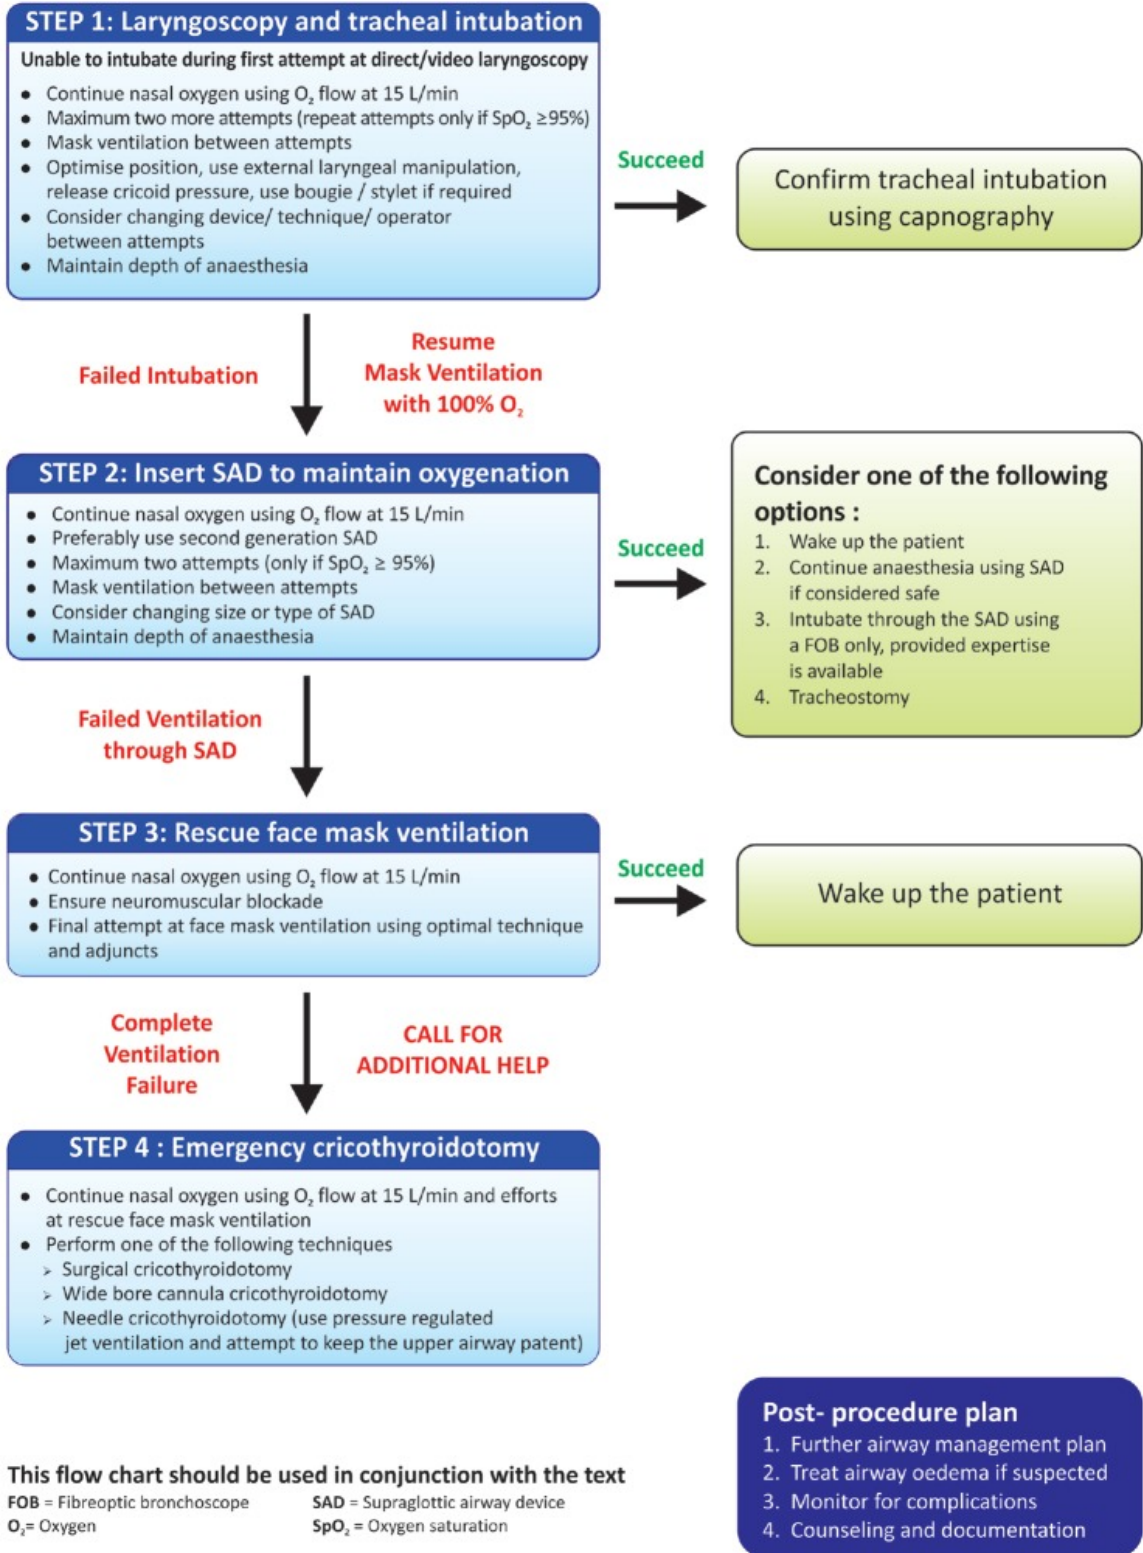 STEP 1: Laryngoscopy and tracheal intubation
Unable to intubate during first attempt at direct/video laryngoscopy
● Continue nasal oxygen using O₂ flow at 15 L/min
● Maximum two more attempts (repeat attempts only if SpO₂ ≥95%)
● Mask ventilation between attempts
● Optimise position, use external laryngeal manipulation,
release cricoid pressure, use bougie / stylet if required
● Consider changing device/ technique/ operator
between attempts
● Maintain depth of anaesthesia
Succeed
Confirm tracheal intubation
using capnography
Failed Intubation
Resume
Mask Ventilation
with 100% O₂
STEP 2: Insert SAD to maintain oxygenation
● Continue nasal oxygen using O₂ flow at 15 L/min
● Preferably use second generation SAD
● Maximum two attempts (only if SpO₂ ≥ 95%)
● Mask ventilation between attempts
● Consider changing size or type of SAD
● Maintain depth of anaesthesia
Succeed
Consider one of the following
options :
1. Wake up the patient
2. Continue anaesthesia using SAD
if considered safe
3. Intubate through the SAD using
a FOB only, provided expertise
is available
4. Tracheostomy
Failed Ventilation
through SAD
STEP 3: Rescue face mask ventilation
● Continue nasal oxygen using O₂ flow at 15 L/min
● Ensure neuromuscular blockade
● Final attempt at face mask ventilation using optimal technique
and adjuncts
Succeed
Wake up the patient
Complete
Ventilation
Failure
CALL FOR
ADDITIONAL HELP
STEP 4 : Emergency cricothyroidotomy
● Continue nasal oxygen using O₂ flow at 15 L/min and efforts
at rescue face mask ventilation
● Perform one of the following techniques
➢ Surgical cricothyroidotomy
➢ Wide bore cannula cricothyroidotomy
➢ Needle cricothyroidotomy (use pressure regulated
jet ventilation and attempt to keep the upper airway patent)
Post- procedure plan
1. Further airway management plan
2. Treat airway oedema if suspected
3. Monitor for complications
4. Counseling and documentation
This flow chart should be used in conjunction with the text
FOB = Fibreoptic bronchoscope
SAD = Supraglottic airway device
O₂= Oxygen
SpO₂ = Oxygen saturation